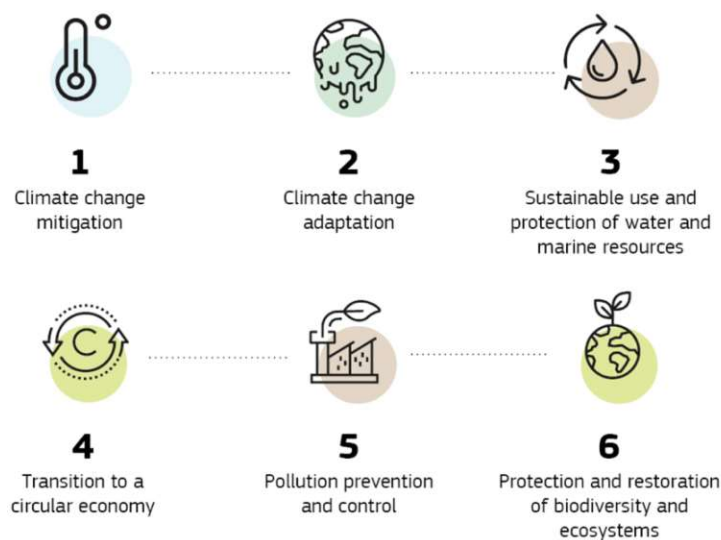 1
Climate change
mitigation
2
Climate change
adaptation
3
Sustainable use and
protection of water and
marine resources
C
4
Transition to a
circular economy
5
Pollution prevention
and control
6
Protection and restoration
of biodiversity and
ecosystems